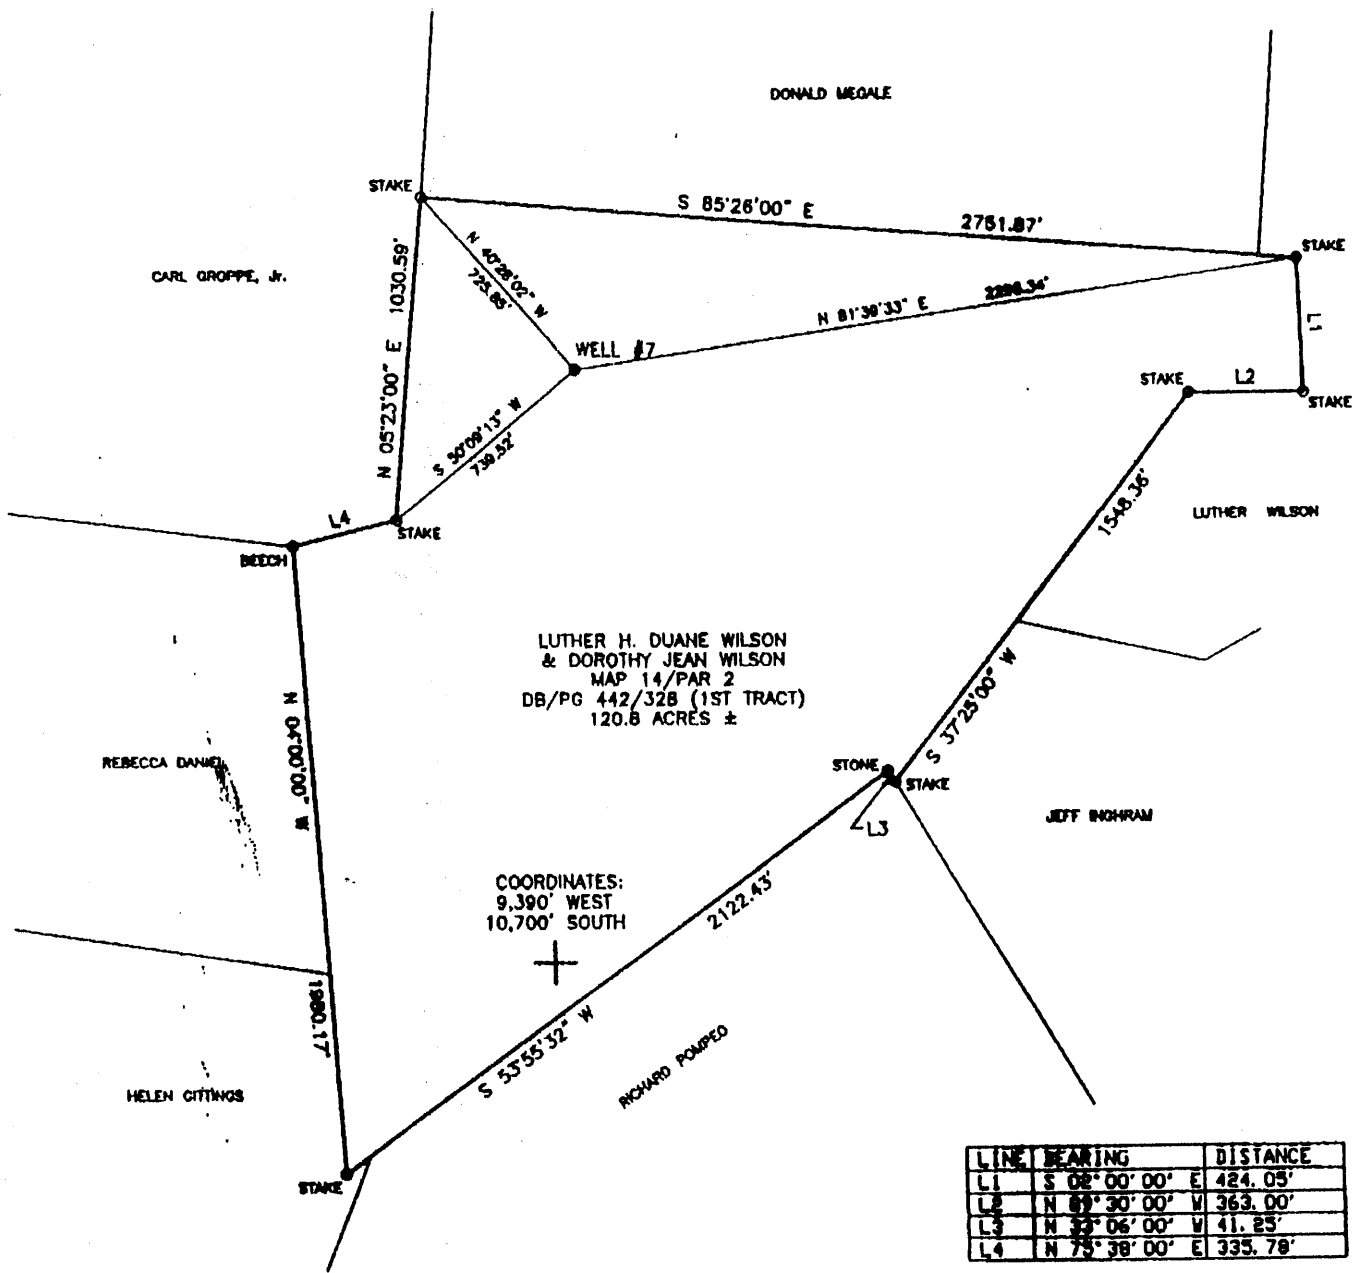 DONALD MEGALE
STAKE
S 85°26'00" E
2751.87'
STAKE
CARL GROPPE, Jr.
N 05°23'00" E 1030.59'
N 40°28'02" W
725.85'
N 81°39'33" E
L1
WELL #7
STAKE
L2
STAKE
S 50°09'13" W
739.52'
L4
STAKE
BEECH
1548.36'
LUTHER WILSON
LUTHER H. DUANE WILSON
& DOROTHY JEAN WILSON
MAP 14/PAR 2
DB/PG 442/328 (1ST TRACT)
120.8 ACRES ±
S 37°25'00" W
N 04°00'00" W
REBECCA DANIEL
STONE
STAKE
L3
JEFF INGHRAM
COORDINATES:
9,390' WEST
10,700' SOUTH
2122.43'
1980.17'
S 53°55'32" W
RICHARD POMPEO
HELEN GITTINGS
STAKE
LINE BEARING DISTANCE
L1 S 02°00'00" E 424.05'
L2 N 89°30'00" W 363.00'
L3 N 33°06'00" W 41.25'
L4 N 75°38'00" E 335.78'